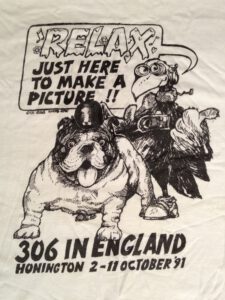 RELAX
JUST HERE
TO MAKE A
PICTURE !!
306 IN ENGLAND
HONINGTON 2-11 OCTOBER '91